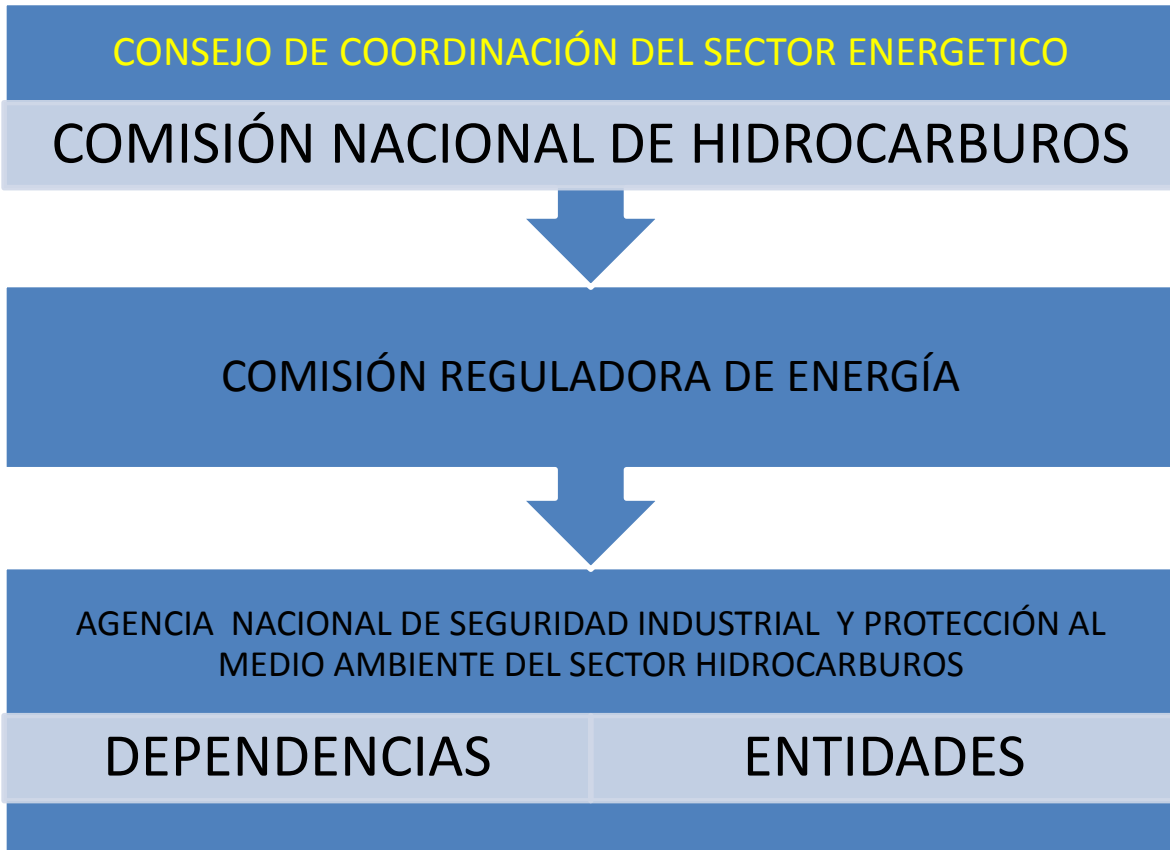 CONSEJO DE COORDINACIÓN DEL SECTOR ENERGETICO
COMISIÓN NACIONAL DE HIDROCARBUROS
COMISIÓN REGULADORA DE ENERGÍA
AGENCIA  NACIONAL DE SEGURIDAD INDUSTRIAL  Y PROTECCIÓN AL
MEDIO AMBIENTE DEL SECTOR HIDROCARBUROS
DEPENDENCIAS
ENTIDADES